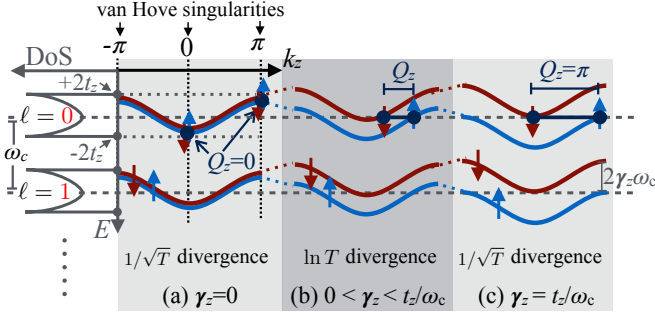 van Hove singularities
-π 0 π k_z
DoS
+2t_z
Q_z Q_z=π
ℓ = 0
ω_c
-2t_z
Q_z=0
ℓ = 1
2γ_zω_c
E
1/√T divergence ln T divergence 1/√T divergence
(a) γ_z=0 (b) 0 < γ_z < t_z/ω_c (c) γ_z = t_z/ω_c